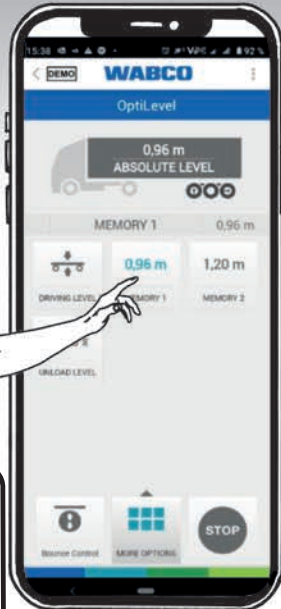 15:38
92 %
DEMO WABCO
OptiLevel
0,96 m
ABSOLUTE LEVEL
MEMORY 1 0,96 m
0,96 m 1,20 m
DRIVING LEVEL MEMORY 1 MEMORY 2
UNLOAD LEVEL
STOP
Bounce Control MORE OPTIONS